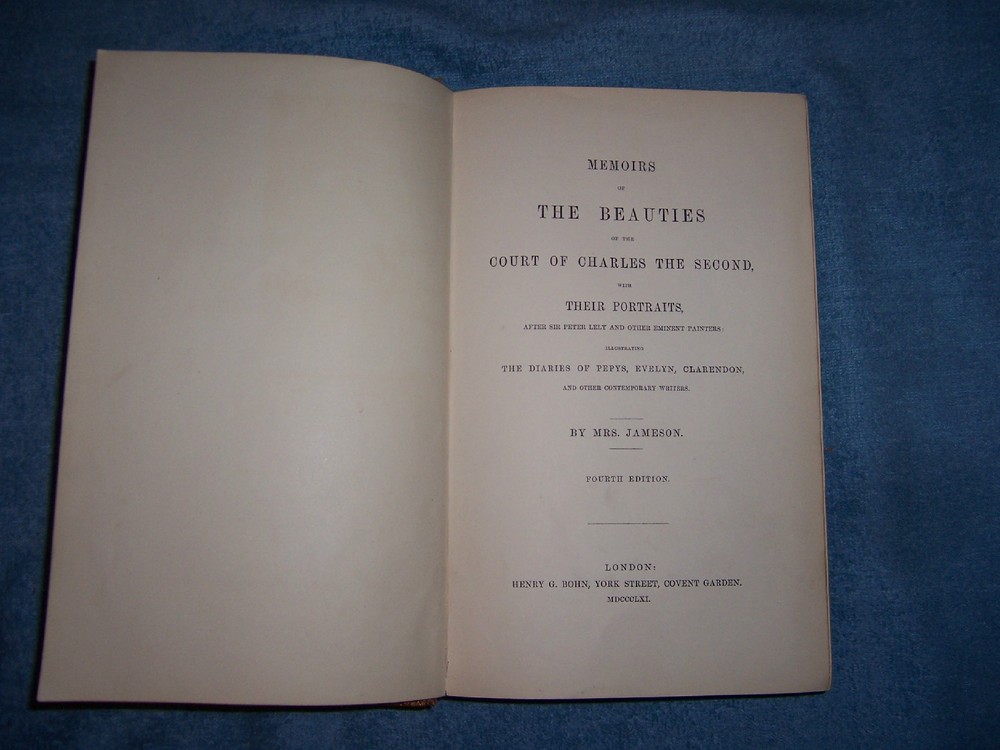 MEMOIRS
OF
THE BEAUTIES
OF THE
COURT OF CHARLES THE SECOND,
WITH
THEIR PORTRAITS,
AFTER SIR PETER LELY AND OTHER EMINENT PAINTERS:
ILLUSTRATING
THE DIARIES OF PEPYS, EVELYN, CLARENDON,
AND OTHER CONTEMPORARY WRITERS.
BY MRS. JAMESON.
FOURTH EDITION.
LONDON:
HENRY G. BOHN, YORK STREET, COVENT GARDEN.
MDCCCLXI.